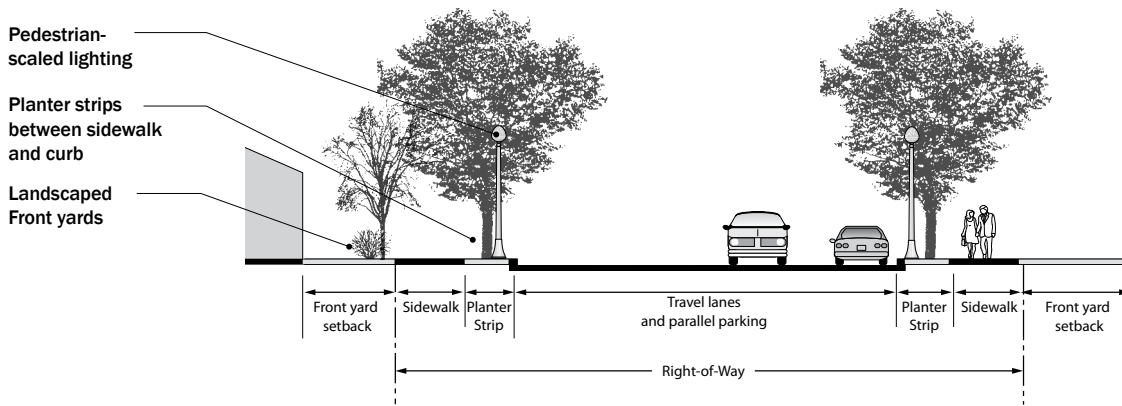 Pedestrian-
scaled lighting
Planter strips
between sidewalk
and curb
Landscaped
Front yards
Front yard
setback
Sidewalk
Planter
Strip
Travel lanes
and parallel parking
Planter
Strip
Sidewalk
Front yard
setback
Right-of-Way